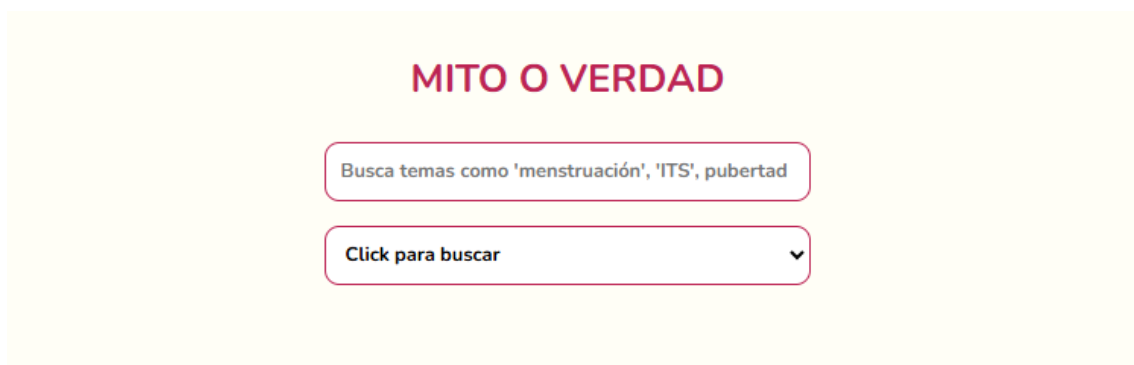 MITO O VERDAD
Busca temas como 'menstruación', 'ITS', pubertad
Click para buscar